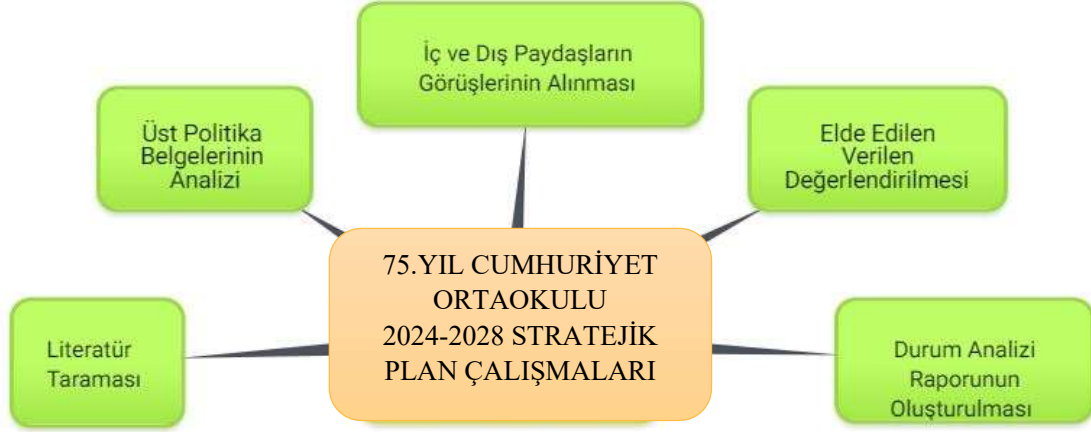 İç ve Dış Paydaşların
Görüşlerinin Alınması
Üst Politika
Belgelerinin
Analizi
Elde Edilen
Verilen
Değerlendirilmesi
75.YIL CUMHURİYET
ORTAOKULU
2024-2028 STRATEJİK
PLAN ÇALIŞMALARI
Literatür
Taraması
Durum Analizi
Raporunun
Oluşturulması